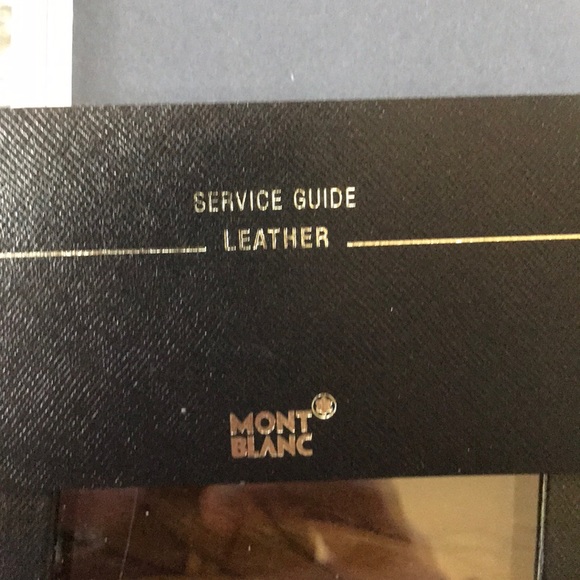 SERVICE GUIDE
LEATHER
MONT
BLANC